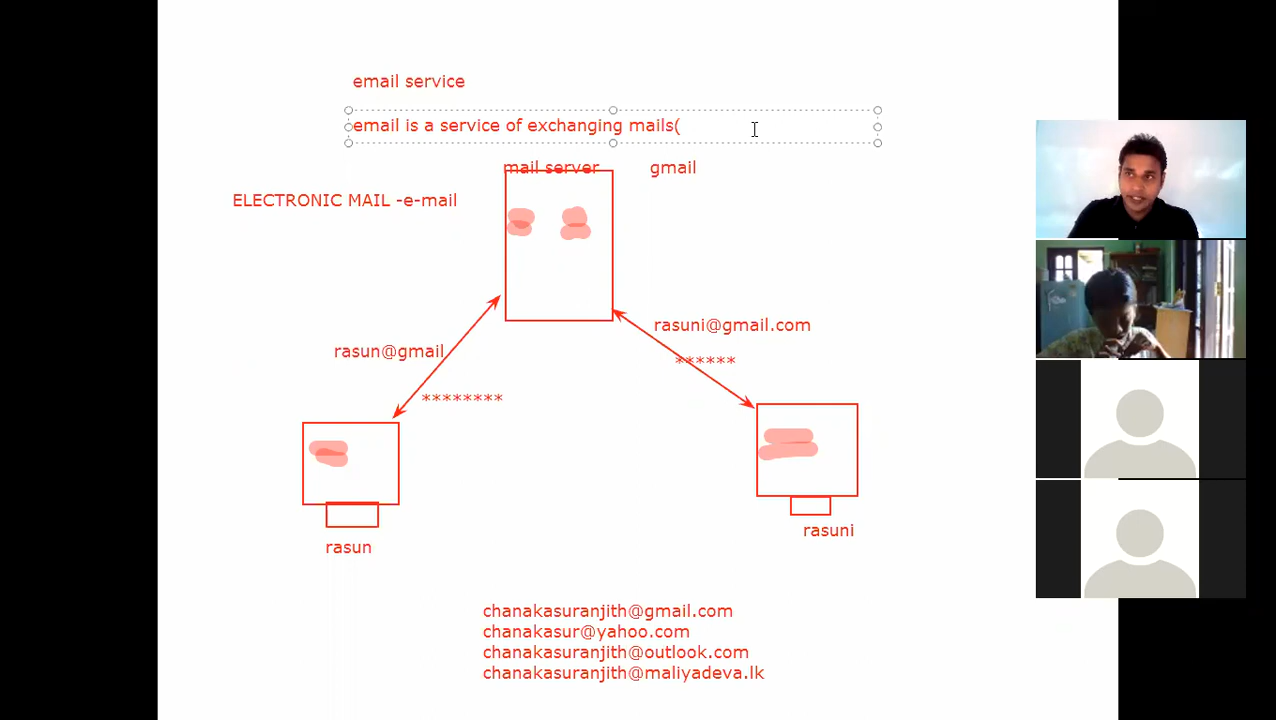 email service
email is a service of exchanging mails(
mail server
gmail
ELECTRONIC MAIL -e-mail
rasuni@gmail.com
rasun@gmail
******
********
rasuni
rasun
chanakasuranjith@gmail.com
chanakasur@yahoo.com
chanakasuranjith@outlook.com
chanakasuranjith@maliyadeva.lk